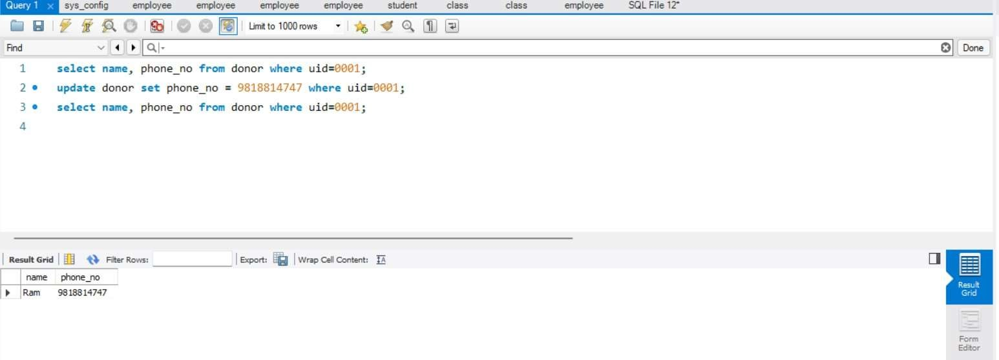 Query 1 × sys_config employee employee employee employee student class class employee SQL File 12*
Limit to 1000 rows
Find Done
1 select name, phone_no from donor where uid=0001;
2 update donor set phone_no = 9818814747 where uid=0001;
3 select name, phone_no from donor where uid=0001;
4
Result Grid Filter Rows: Export: Wrap Cell Content:
name phone_no
Ram 9818814747
Result
Grid
Form
Editor